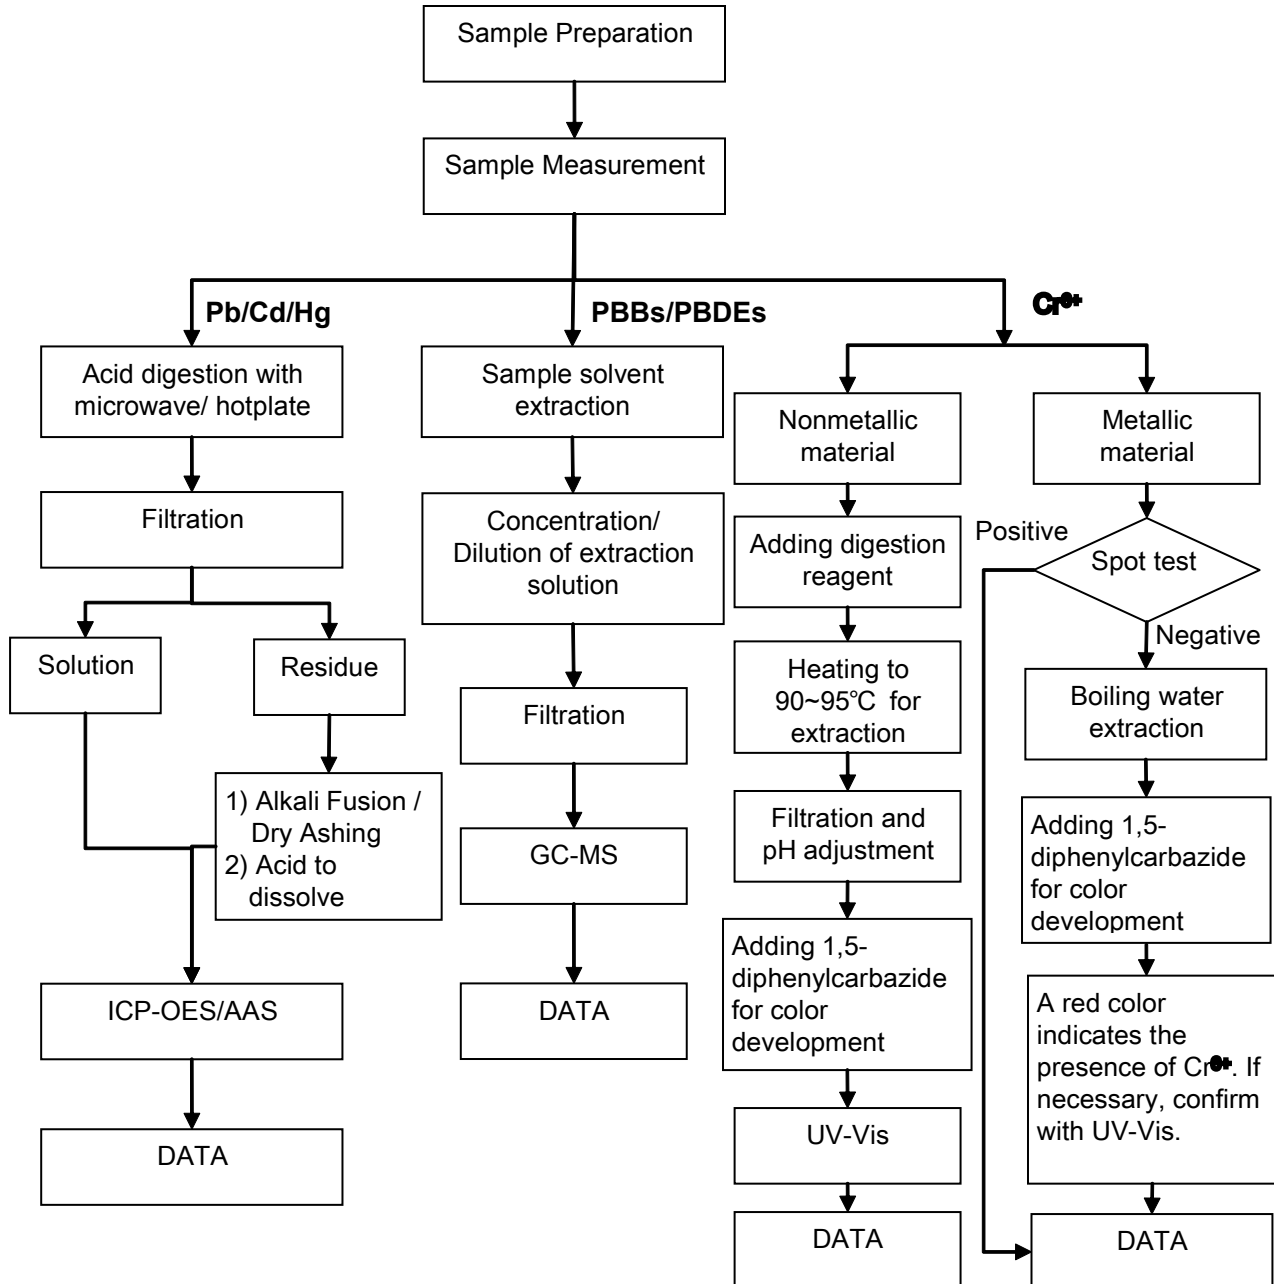 Sample Preparation
Sample Measurement
Pb/Cd/Hg
PBBs/PBDEs
Cr6+
Acid digestion with
microwave/ hotplate
Filtration
Solution
Residue
1) Alkali Fusion /
Dry Ashing
2) Acid to
dissolve
ICP-OES/AAS
DATA
Sample solvent
extraction
Concentration/
Dilution of extraction
solution
Filtration
GC-MS
DATA
Nonmetallic
material
Adding digestion
reagent
Heating to
90~95℃ for
extraction
Filtration and
pH adjustment
Adding 1,5-
diphenylcarbazide
for color
development
UV-Vis
DATA
Metallic
material
Positive
Spot test
Negative
Boiling water
extraction
Adding 1,5-
diphenylcarbazide
for color
development
A red color
indicates the
presence of Cr6+. If
necessary, confirm
with UV-Vis.
DATA